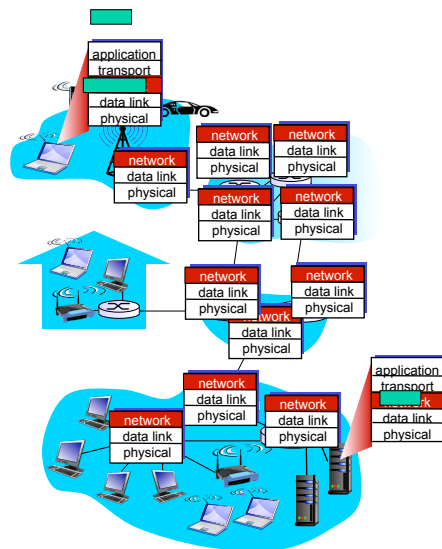 application
transport
data link
physical
network
data link
physical
network
data link
physical
network
data link
physical
network
data link
physical
network
data link
physical
network
data link
physical
network
data link
physical
network
data link
physical
application
transport
network
data link
physical
network
data link
physical
network
data link
physical
network
data link
physical